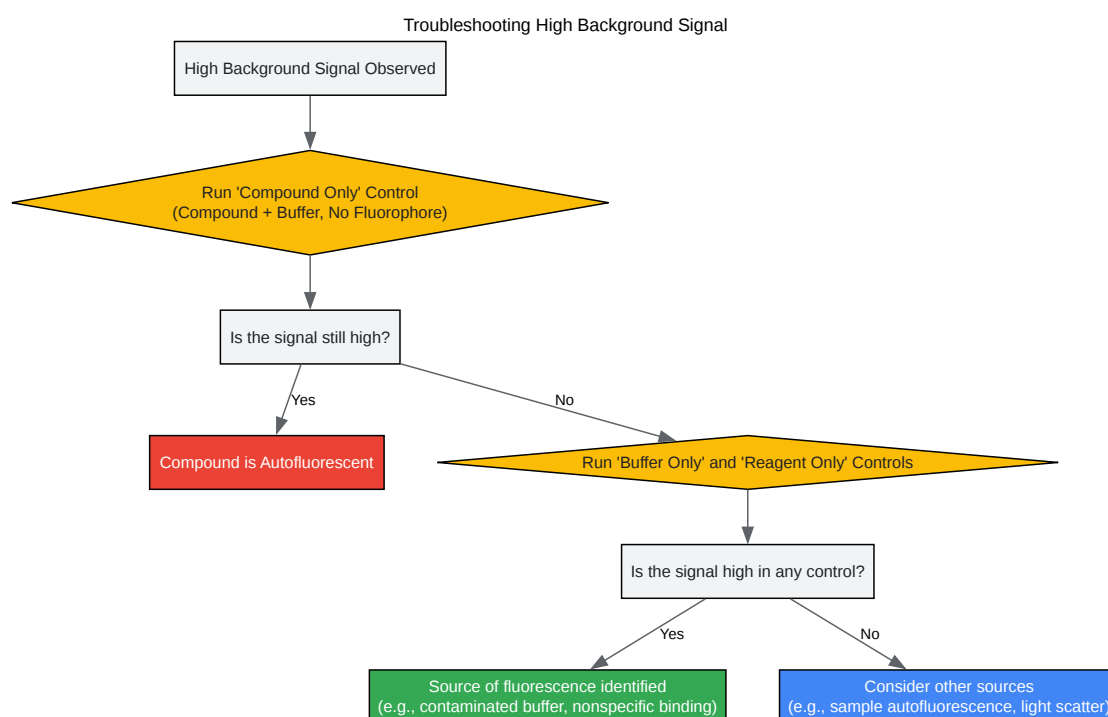 Troubleshooting High Background Signal
High Background Signal Observed
Run 'Compound Only' Control
(Compound + Buffer, No Fluorophore)
Is the signal still high?
Yes
No
Compound is Autofluorescent
Run 'Buffer Only' and 'Reagent Only' Controls
Is the signal high in any control?
Yes
No
Source of fluorescence identified
(e.g., contaminated buffer, nonspecific binding)
Consider other sources
(e.g., sample autofluorescence, light scatter)